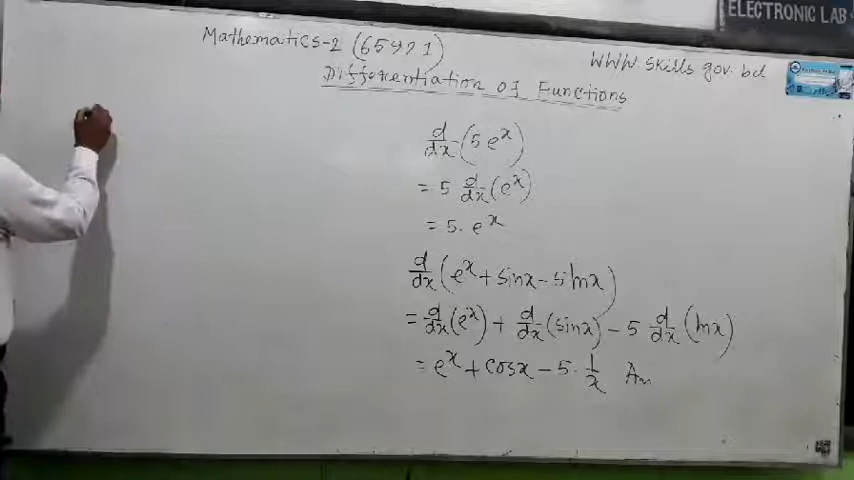 ELECTRONIC LAB
Mathematics-2 (65921)
WWW Skills gov. bd
Differentiation of Functions
d/dx (5e^x)
= 5 d/dx (e^x)
= 5. e^x
d/dx (e^x + sinx - 5lnx)
= d/dx (e^x) + d/dx (sinx) - 5 d/dx (lnx)
= e^x + cosx - 5. 1/x An